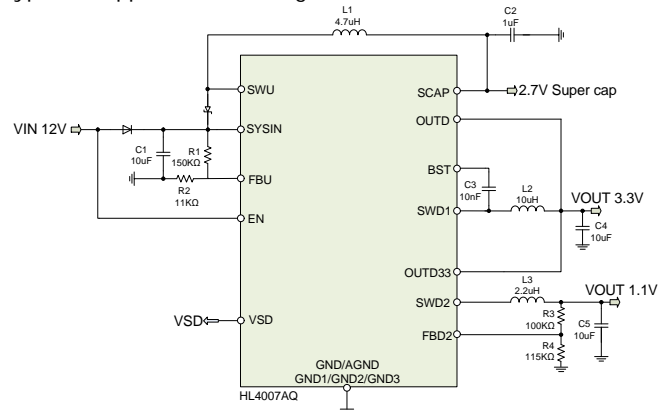 L1
4.7uH
C2
1uF
SWU
SCAP
2.7V Super cap
OUTD
VIN 12V
SYSIN
C1
10uF
R1
150KΩ
BST
C3
10nF
FBU
R2
11KΩ
L2
10uH
VOUT 3.3V
SWD1
EN
C4
10uF
OUTD33
L3
2.2uH
VOUT 1.1V
SWD2
VSD
VSD
R3
100KΩ
C5
10uF
FBD2
R4
115KΩ
GND/AGND
GND1/GND2/GND3
HL4007AQ